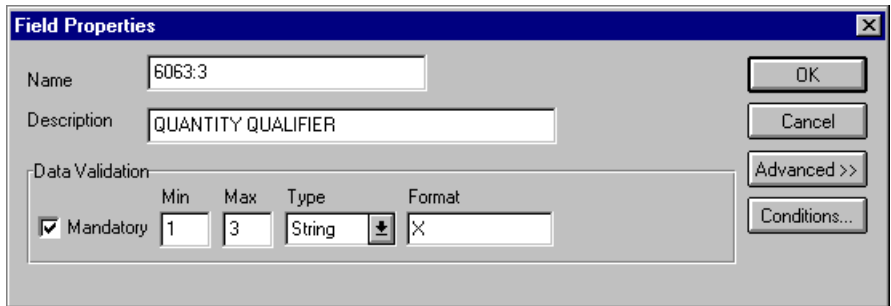 Field Properties
Name 6063:3 OK
Description QUANTITY QUALIFIER Cancel
Data Validation Advanced >>
Min Max Type Format
Mandatory 1 3 String X Conditions...